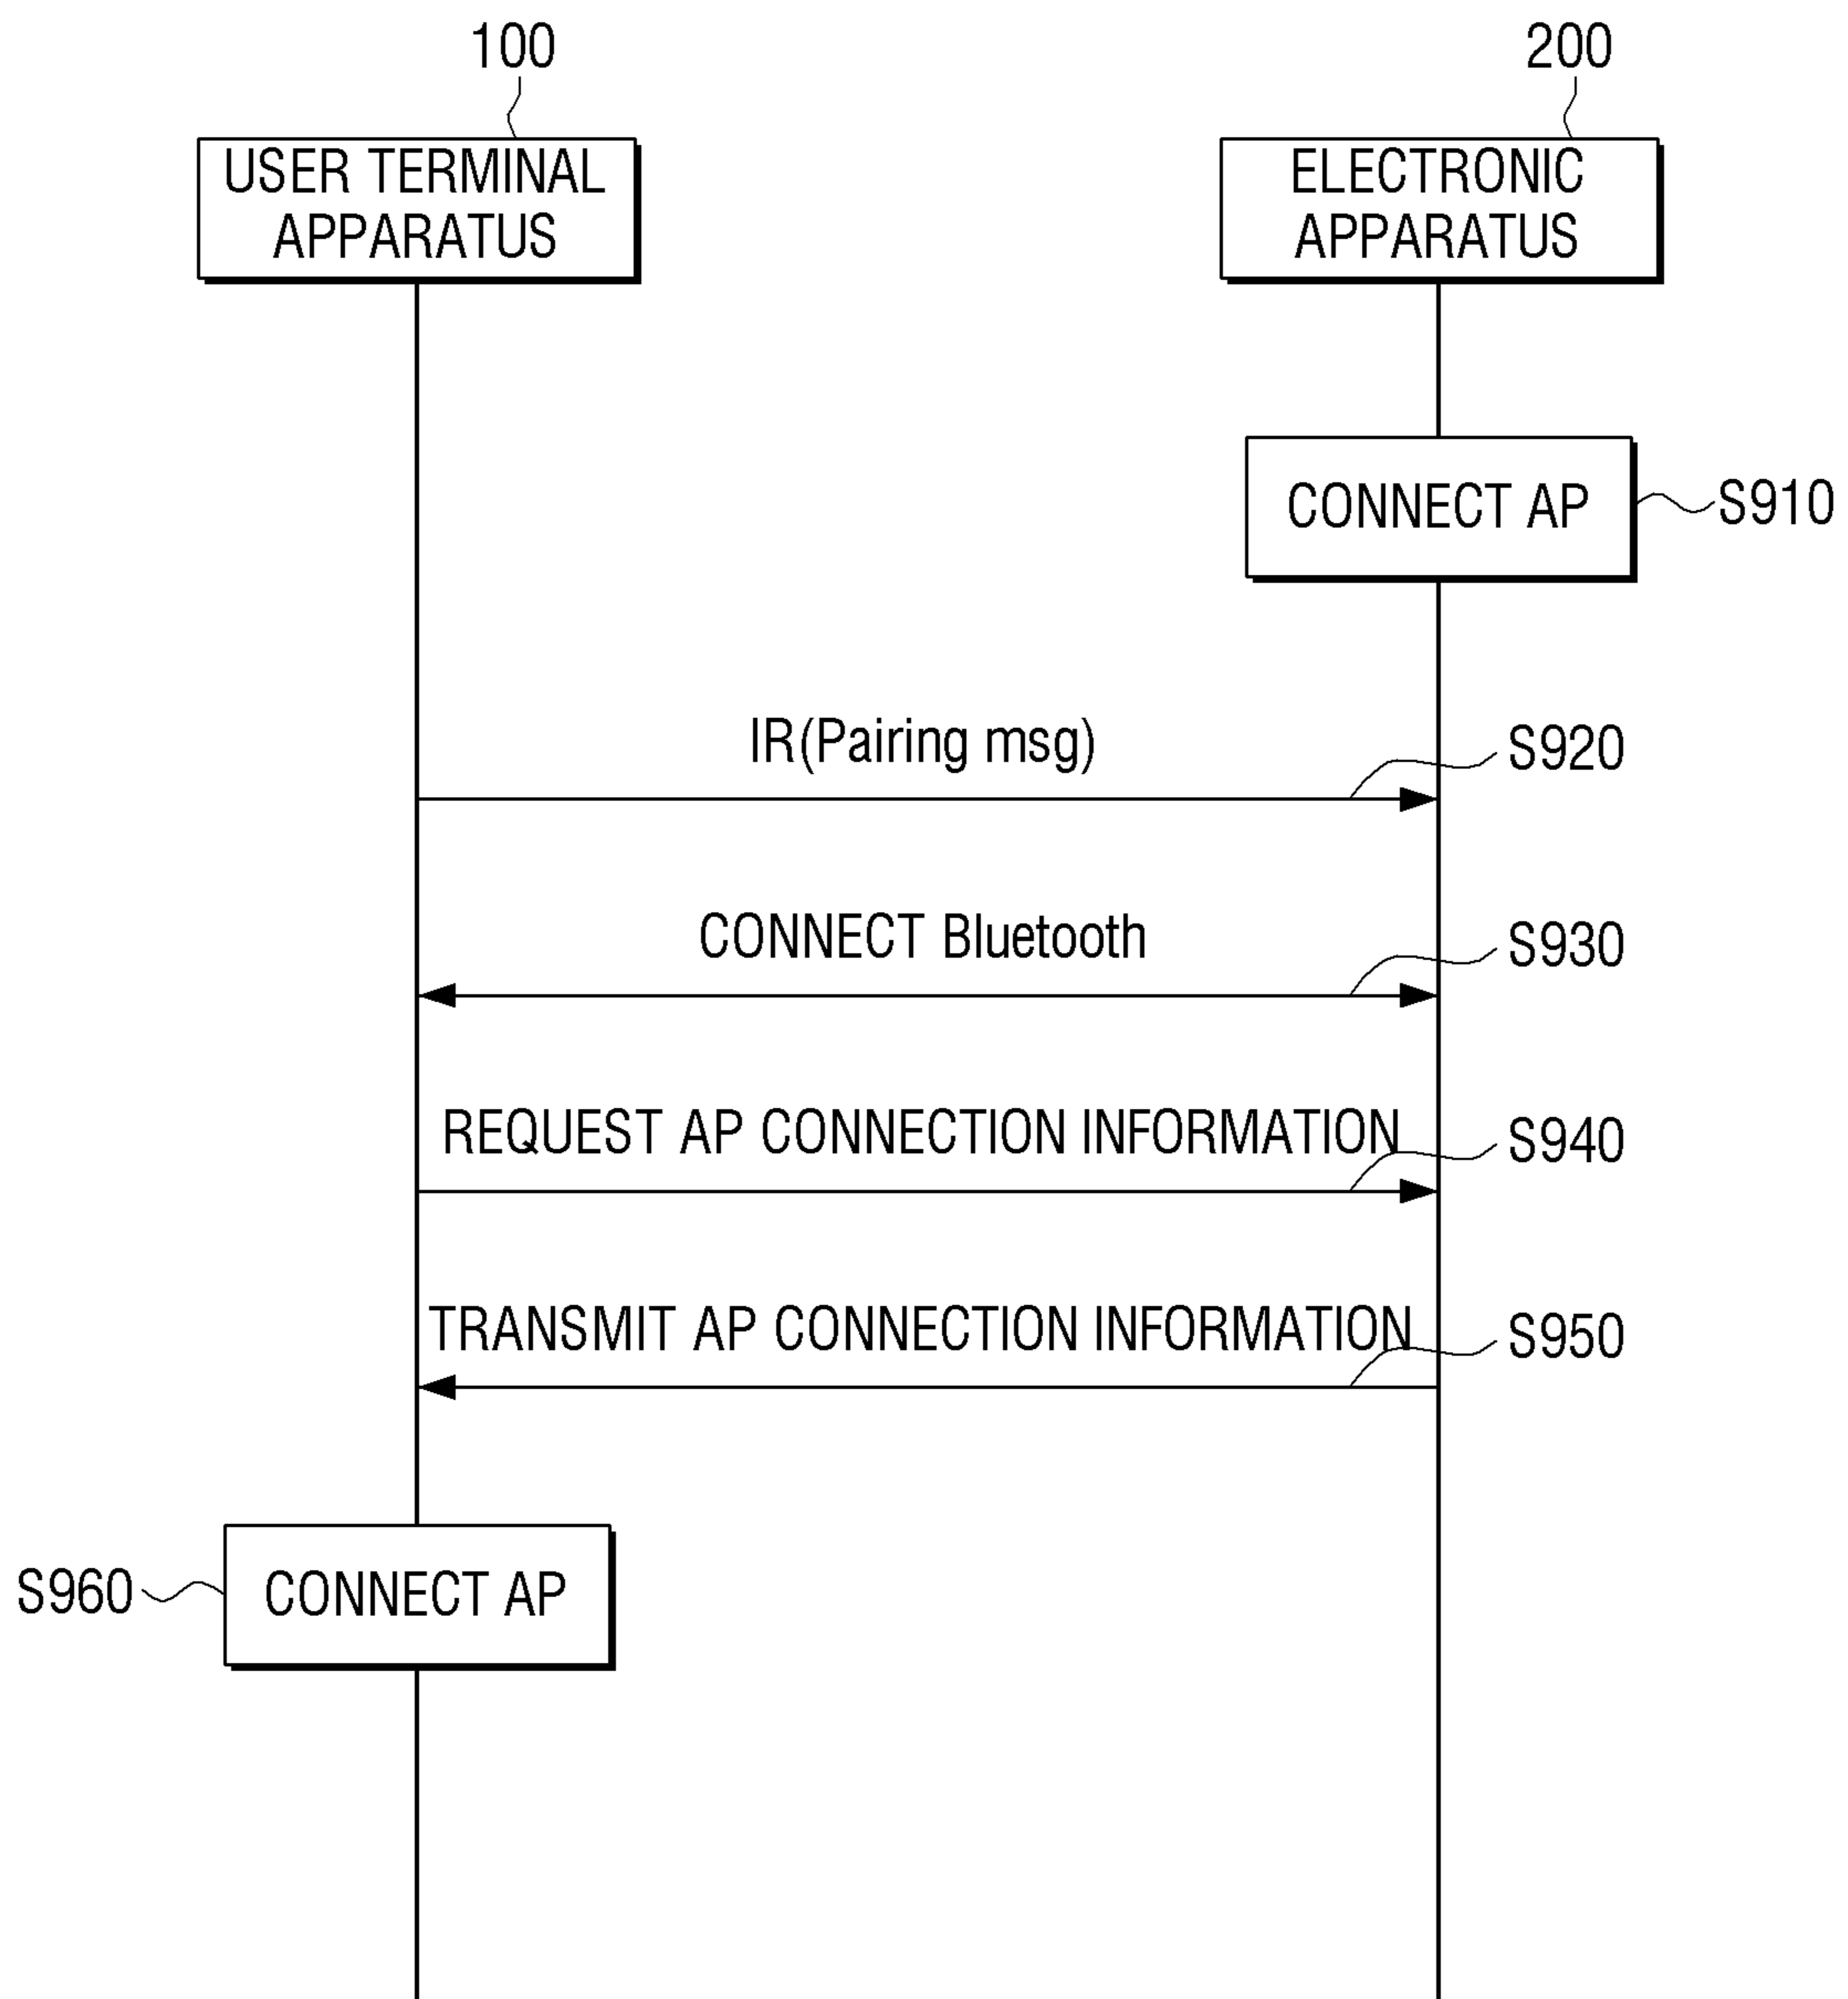 100
200
USER TERMINAL
APPARATUS
ELECTRONIC
APPARATUS
CONNECT AP
S910
IR(Pairing msg)
S920
CONNECT Bluetooth
S930
REQUEST AP CONNECTION INFORMATION
S940
TRANSMIT AP CONNECTION INFORMATION
S950
S960
CONNECT AP